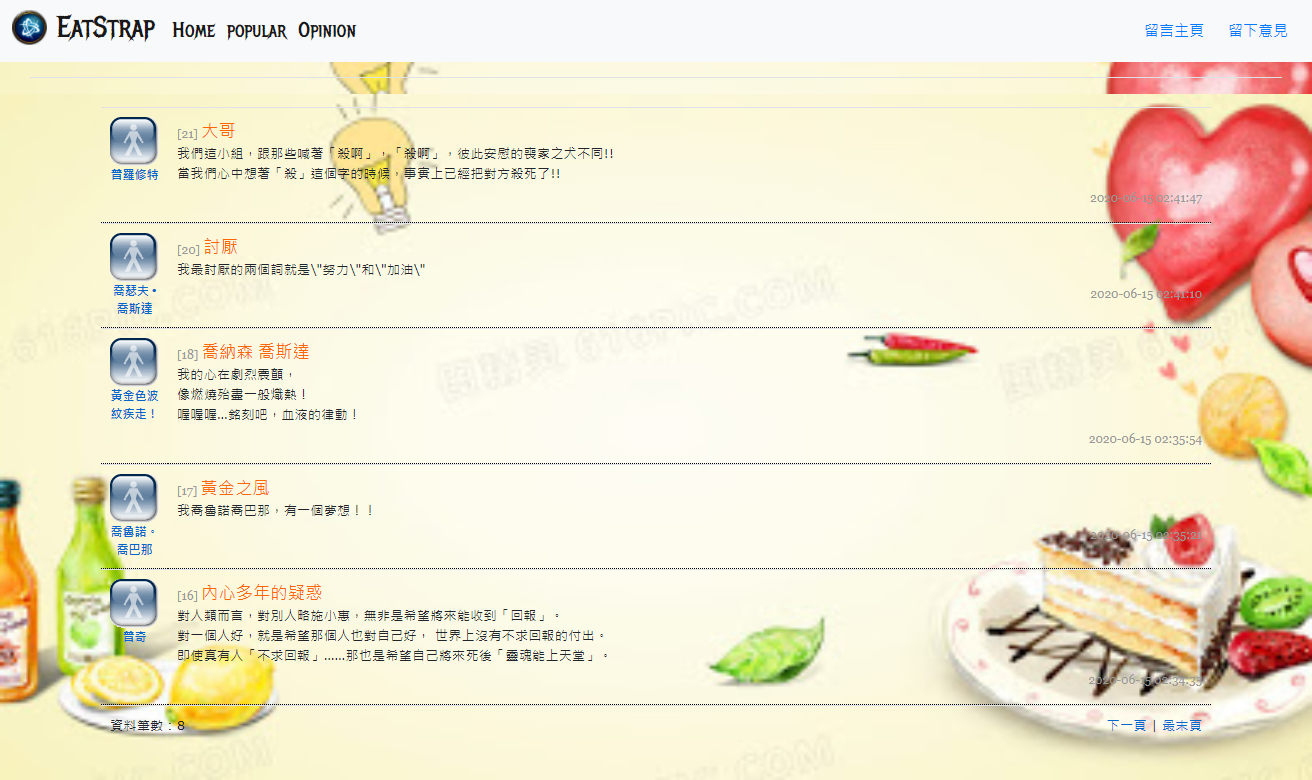 EatStrap Home popular Opinion 留言主頁 留下意見
[21] 大哥
普羅修特
我們這小組，跟那些喊著「殺啊」，「殺啊」，彼此安慰的喪家之犬不同!!
當我們心中想著「殺」這個字的時候，事實上已經把對方殺死了!!
2020-06-15 02:41:47
[20] 討厭
喬瑟夫•
喬斯達
我最討厭的兩個詞就是\"努力\"和\"加油\"
2020-06-15 02:41:10
[18] 喬納森 喬斯達
黃金色波
紋疾走！
我的心在劇烈震顫，
像燃燒殆盡一般熾熱！
喔喔喔...銘刻吧，血液的律動！
2020-06-15 02:35:54
[17] 黃金之風
喬魯諾。
喬巴那
我喬魯諾喬巴那，有一個夢想！！
2020-06-15 02:35:21
[16] 內心多年的疑惑
普奇
對人類而言，對別人略施小惠，無非是希望將來能收到「回報」。
對一個人好，就是希望那個人也對自己好， 世界上沒有不求回報的付出。
即使真有人「不求回報」……那也是希望自己將來死後「靈魂能上天堂」。
2020-06-15 02:34:39
資料筆數：8
下一頁 | 最末頁